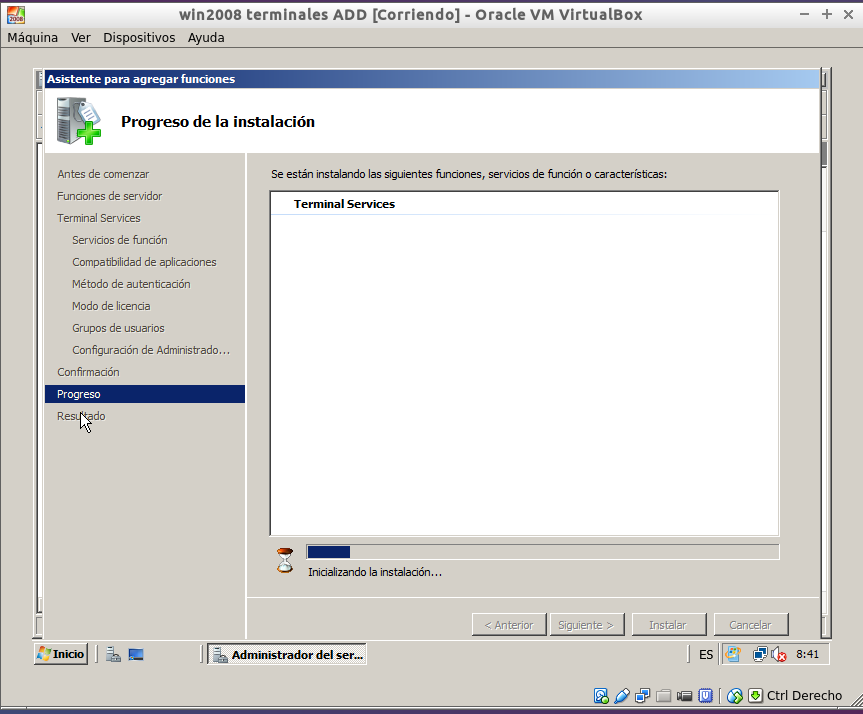 win2008 terminales ADD [Corriendo] - Oracle VM VirtualBox
Máquina Ver Dispositivos Ayuda
Asistente para agregar funciones
Progreso de la instalación
Antes de comenzar
Funciones de servidor
Terminal Services
Servicios de función
Compatibilidad de aplicaciones
Método de autenticación
Modo de licencia
Grupos de usuarios
Configuración de Administrado...
Confirmación
Progreso
Resultado
Se están instalando las siguientes funciones, servicios de función o características:
Terminal Services
Inicializando la instalación...
< Anterior Siguiente > Instalar Cancelar
Inicio Administrador del ser... ES 8:41
Ctrl Derecho